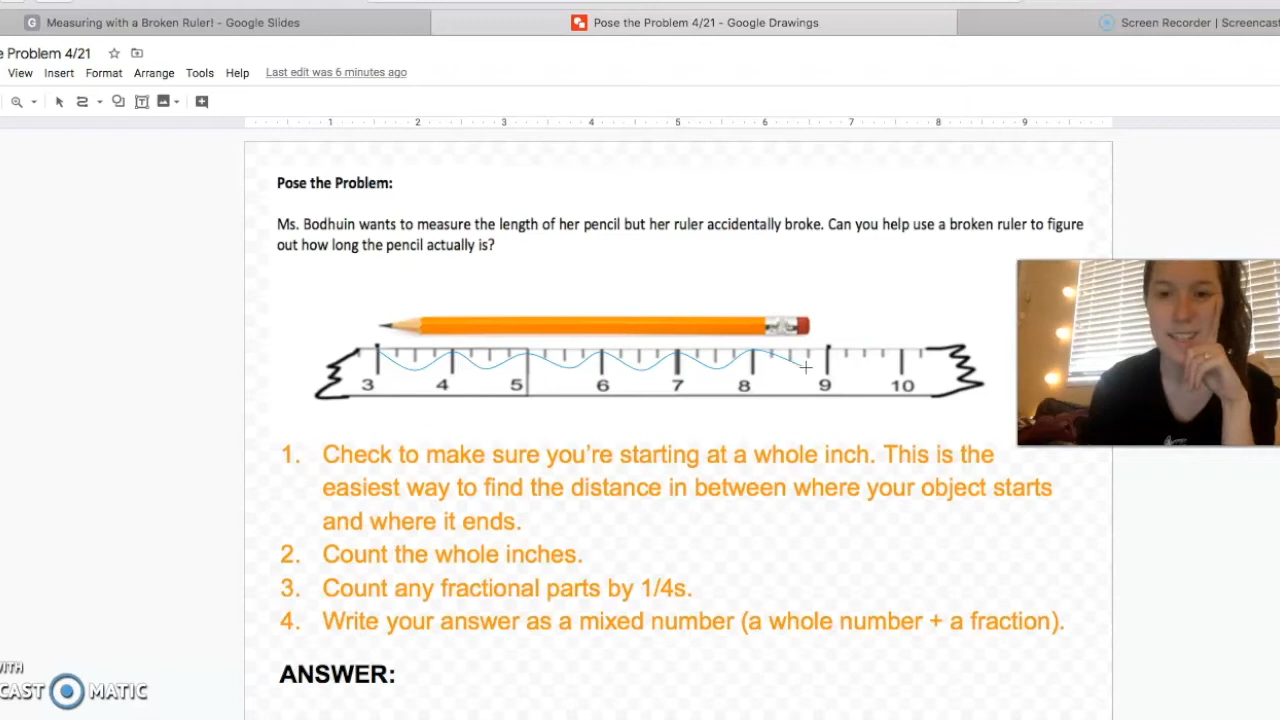 Measuring with a Broken Ruler! - Google Slides
Pose the Problem 4/21 - Google Drawings
Screen Recorder | Screencast
e Problem 4/21
View Insert Format Arrange Tools Help Last edit was 6 minutes ago
1 2 3 4 5 6 7 8 9
Pose the Problem:
Ms. Bodhuin wants to measure the length of her pencil but her ruler accidentally broke. Can you help use a broken ruler to figure
out how long the pencil actually is?
3 4 5 6 7 8 9 10
1. Check to make sure you’re starting at a whole inch. This is the
easiest way to find the distance in between where your object starts
and where it ends.
2. Count the whole inches.
3. Count any fractional parts by 1/4s.
4. Write your answer as a mixed number (a whole number + a fraction).
ANSWER:
WITH
CAST MATIC